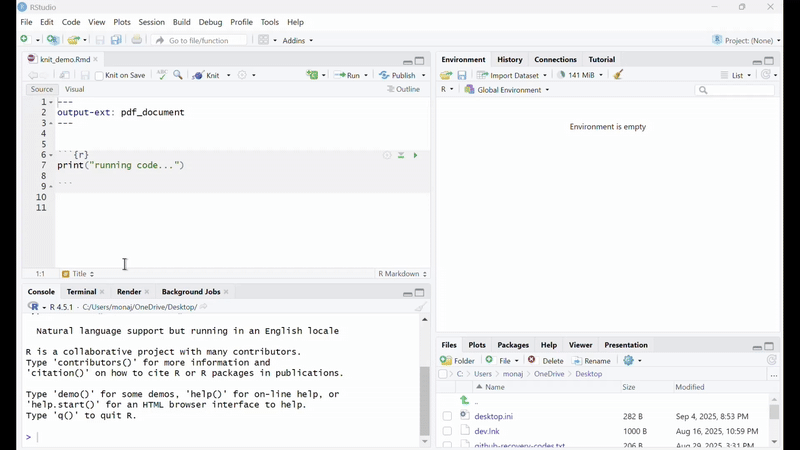 RStudio
File Edit Code View Plots Session Build Debug Profile Tools Help
Go to file/function Addins Project: (None)
knit_demo.Rmd
Knit on Save ABC Knit Run Publish
Source Visual Outline
1 ---
2 output-ext: pdf_document
3 ---
4
5
6 ```{r}
7 print("running code...")
8
9 ```
10
11
1:1 Title R Markdown
Console Terminal Render Background Jobs
R 4.5.1 · C:/Users/monaj/OneDrive/Desktop/
Natural language support but running in an English locale
R is a collaborative project with many contributors.
Type 'contributors()' for more information and
'citation()' on how to cite R or R packages in publications.
Type 'demo()' for some demos, 'help()' for on-line help, or
'help.start()' for an HTML browser interface to help.
Type 'q()' to quit R.
>
Environment History Connections Tutorial
Import Dataset 141 MiB List
R Global Environment
Environment is empty
Files Plots Packages Help Viewer Presentation
Folder File Delete Rename
C: Users monaj OneDrive Desktop ...
Name Size Modified
..
desktop.ini 282 B Sep 4, 2025, 8:53 PM
dev.lnk 1000 B Aug 16, 2025, 10:59 PM
github-recovery-codes.txt 206 B Aug 29, 2025, 3:31 PM